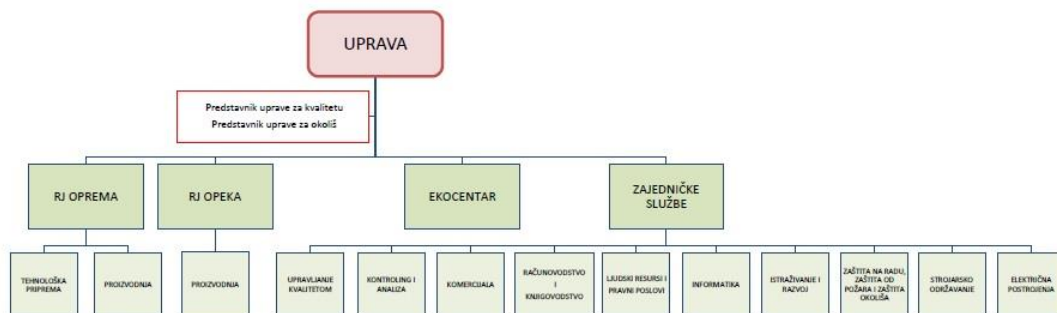 UPRAVA
Predstavnik uprave za kvalitetu
Predstavnik uprave za okoliš
RJ OPREMA
RJ OPEKA
EKOCENTAR
ZAJEDNIČKE
SLUŽBE
TEHNOLOŠKA
PRIPREMA
PROIZVODNJA
PROIZVODNJA
UPRAVLJANJE
KVALITETOM
KONTROLING I
ANALIZA
KOMERCIJALA
RAČUNOVODSTVO
I
KNJIGOVODSTVO
LJUDSKI RESURSI I
PRAVNI POSLOVI
INFORMATIKA
ISTRAŽIVANJE I
RAZVOJ
ZAŠTITA NA RADU,
ZAŠTITA OD
POŽARA I ZAŠTITA
OKOLIŠA
STROJARSKO
ODRŽAVANJE
ELEKTRIČNA
POSTROJENJA